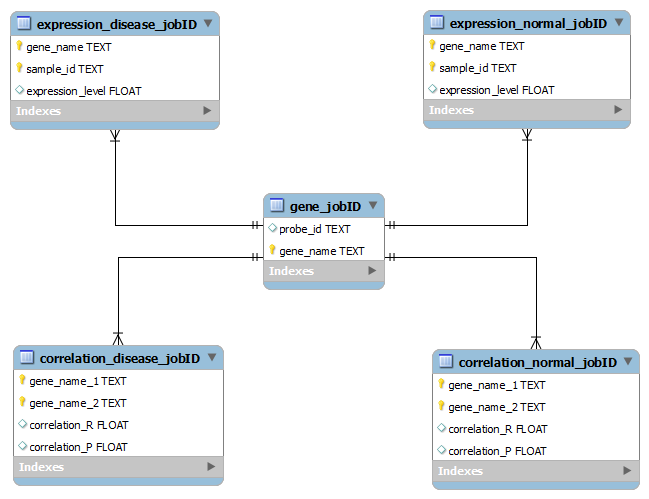 expression_disease_jobID
gene_name TEXT
sample_id TEXT
expression_level FLOAT
Indexes
expression_normal_jobID
gene_name TEXT
sample_id TEXT
expression_level FLOAT
Indexes
gene_jobID
probe_id TEXT
gene_name TEXT
Indexes
correlation_disease_jobID
gene_name_1 TEXT
gene_name_2 TEXT
correlation_R FLOAT
correlation_P FLOAT
Indexes
correlation_normal_jobID
gene_name_1 TEXT
gene_name_2 TEXT
correlation_R FLOAT
correlation_P FLOAT
Indexes